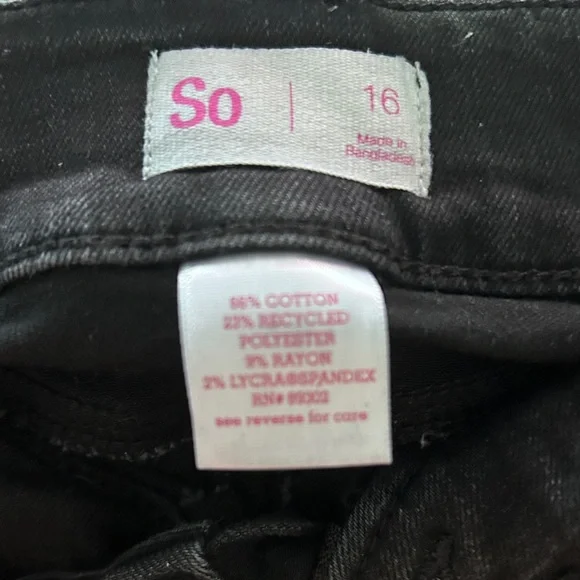 So | 16
Made in
Bangladesh
66% COTTON
23% RECYCLED
POLYESTER
9% RAYON
2% LYCRA®SPANDEX
RN# 99302
see reverse for care